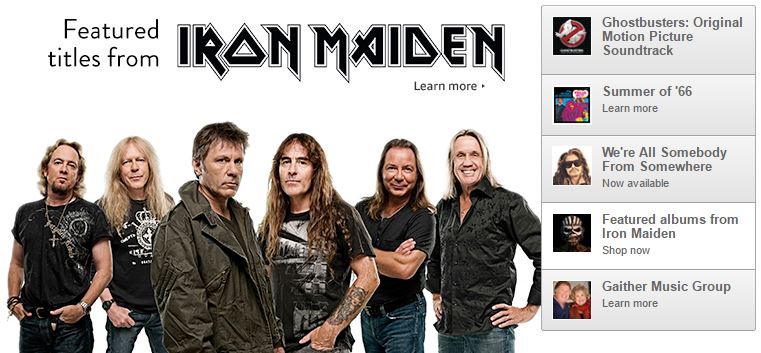 Featured
titles from
IRON MAIDEN
Learn more ▸
Ghostbusters: Original
Motion Picture
Soundtrack
Summer of '66
Learn more
We're All Somebody
From Somewhere
Now available
Featured albums from
Iron Maiden
Shop now
Gaither Music Group
Learn more